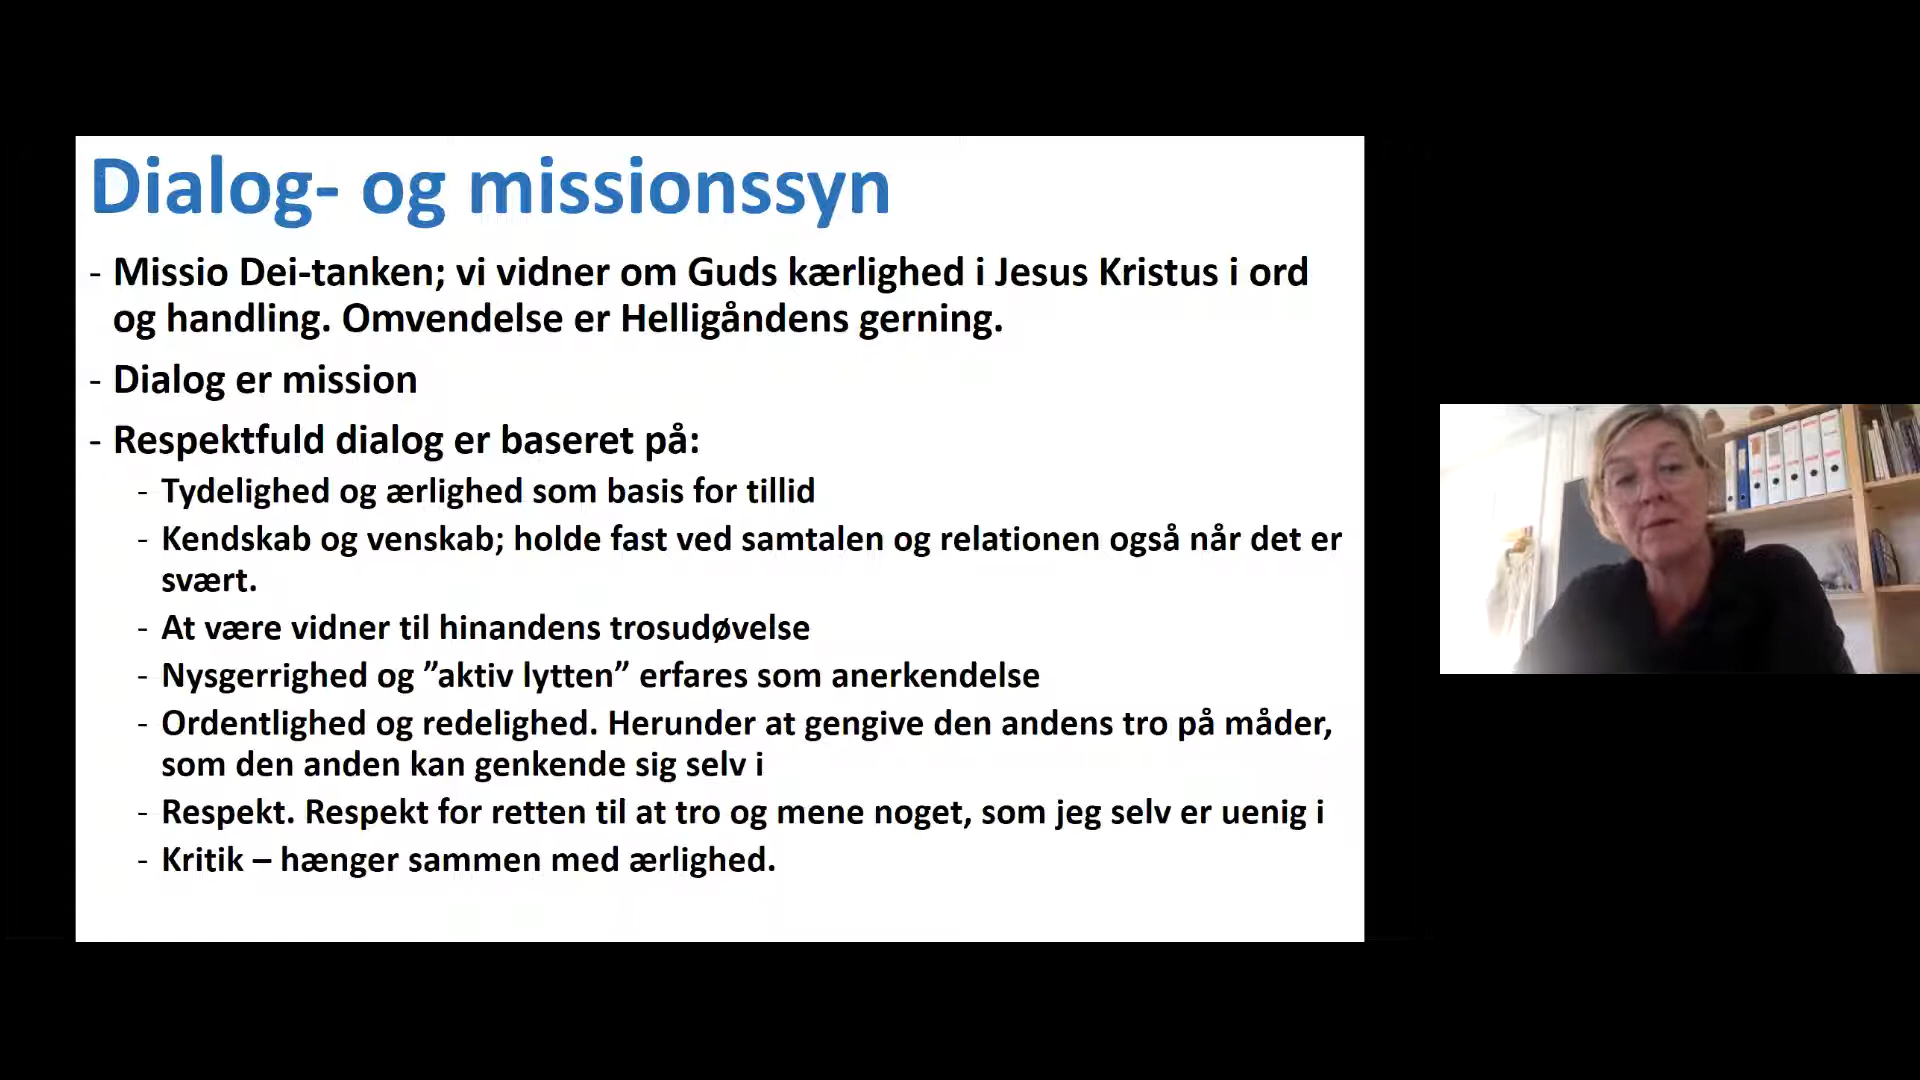 Dialog- og missionssyn
- Missio Dei-tanken; vi vidner om Guds kærlighed i Jesus Kristus i ord
og handling. Omvendelse er Helligåndens gerning.
- Dialog er mission
- Respektfuld dialog er baseret på:
- Tydelighed og ærlighed som basis for tillid
- Kendskab og venskab; holde fast ved samtalen og relationen også når det er
svært.
- At være vidner til hinandens trosudøvelse
- Nysgerrighed og ”aktiv lytten” erfares som anerkendelse
- Ordentlighed og redelighed. Herunder at gengive den andens tro på måder,
som den anden kan genkende sig selv i
- Respekt. Respekt for retten til at tro og mene noget, som jeg selv er uenig i
- Kritik – hænger sammen med ærlighed.